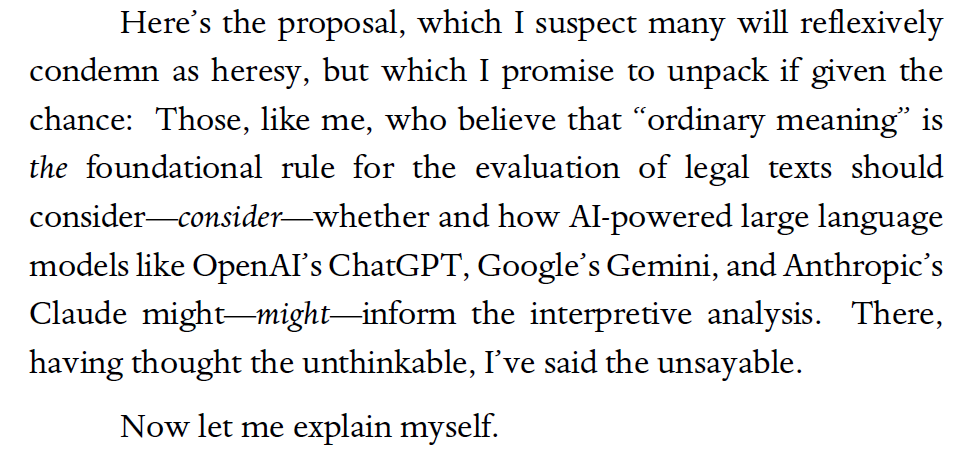 Here’s the proposal, which I suspect many will reflexively
condemn as heresy, but which I promise to unpack if given the
chance:  Those, like me, who believe that “ordinary meaning” is
the foundational rule for the evaluation of legal texts should
consider—consider—whether and how AI-powered large language
models like OpenAI’s ChatGPT, Google’s Gemini, and Anthropic’s
Claude might—might—inform the interpretive analysis.  There,
having thought the unthinkable, I’ve said the unsayable.
Now let me explain myself.